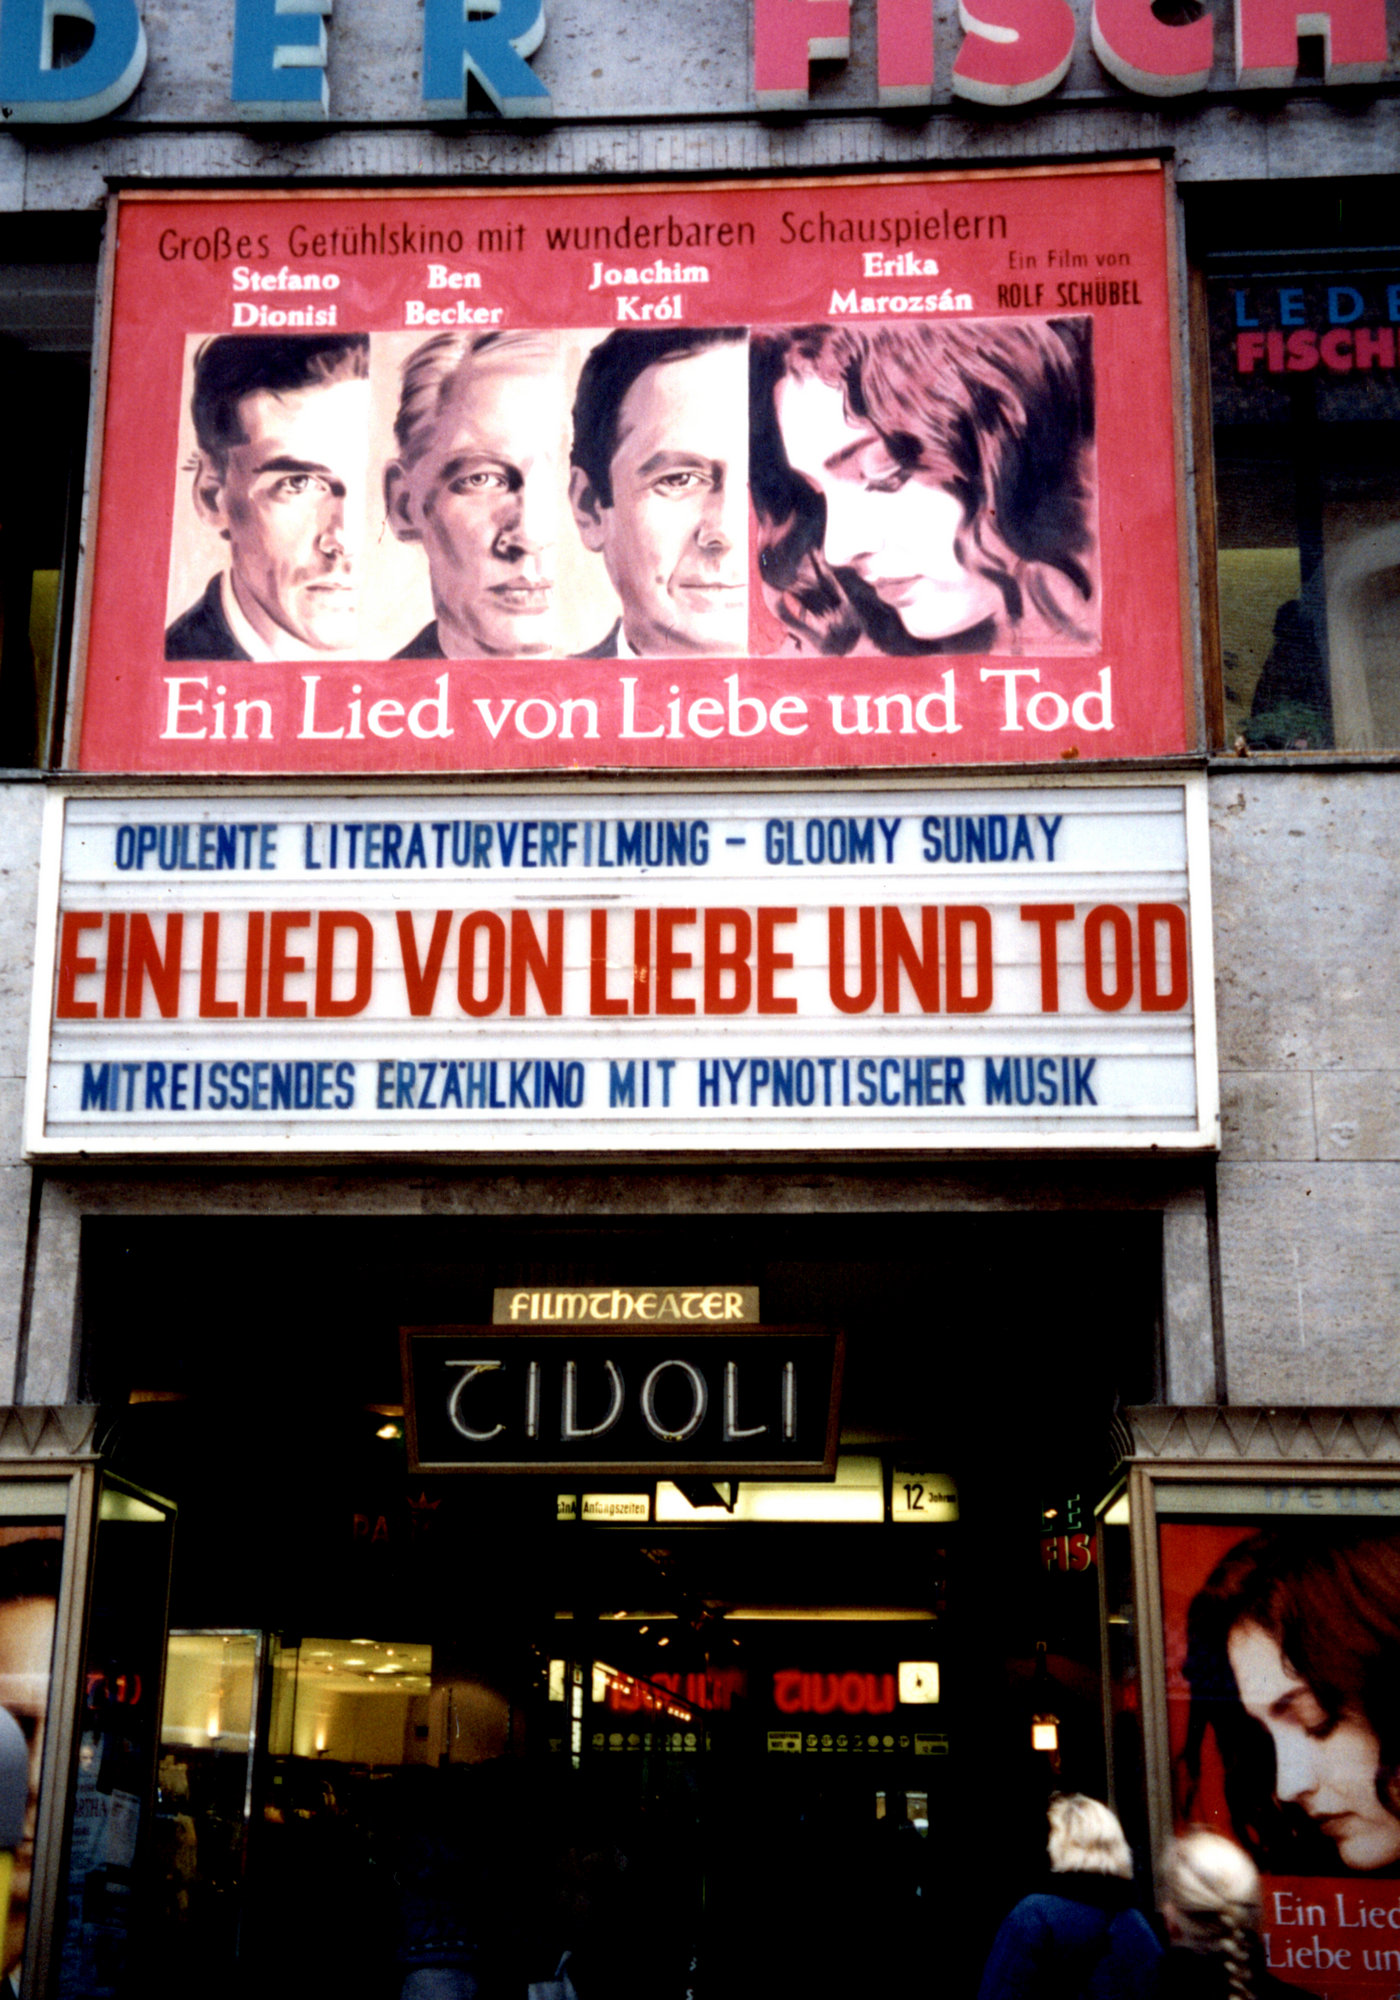 DER FISCH
Großes Gefühlskino mit wunderbaren Schauspielern
Stefano
Dionisi
Ben
Becker
Joachim
Król
Erika
Marozsán
Ein Film von
ROLF SCHÜBEL
LEDE
FISCH
Ein Lied von Liebe und Tod
OPULENTE LITERATURVERFILMUNG - GLOOMY SUNDAY
EIN LIED VON LIEBE UND TOD
MITREISSENDES ERZÄHLKINO MIT HYPNOTISCHER MUSIK
FILMTHEATER
TIVOLI
Anfangszeiten
12 Jahren
FIS
TIVOLI
Ein Lied
Liebe un